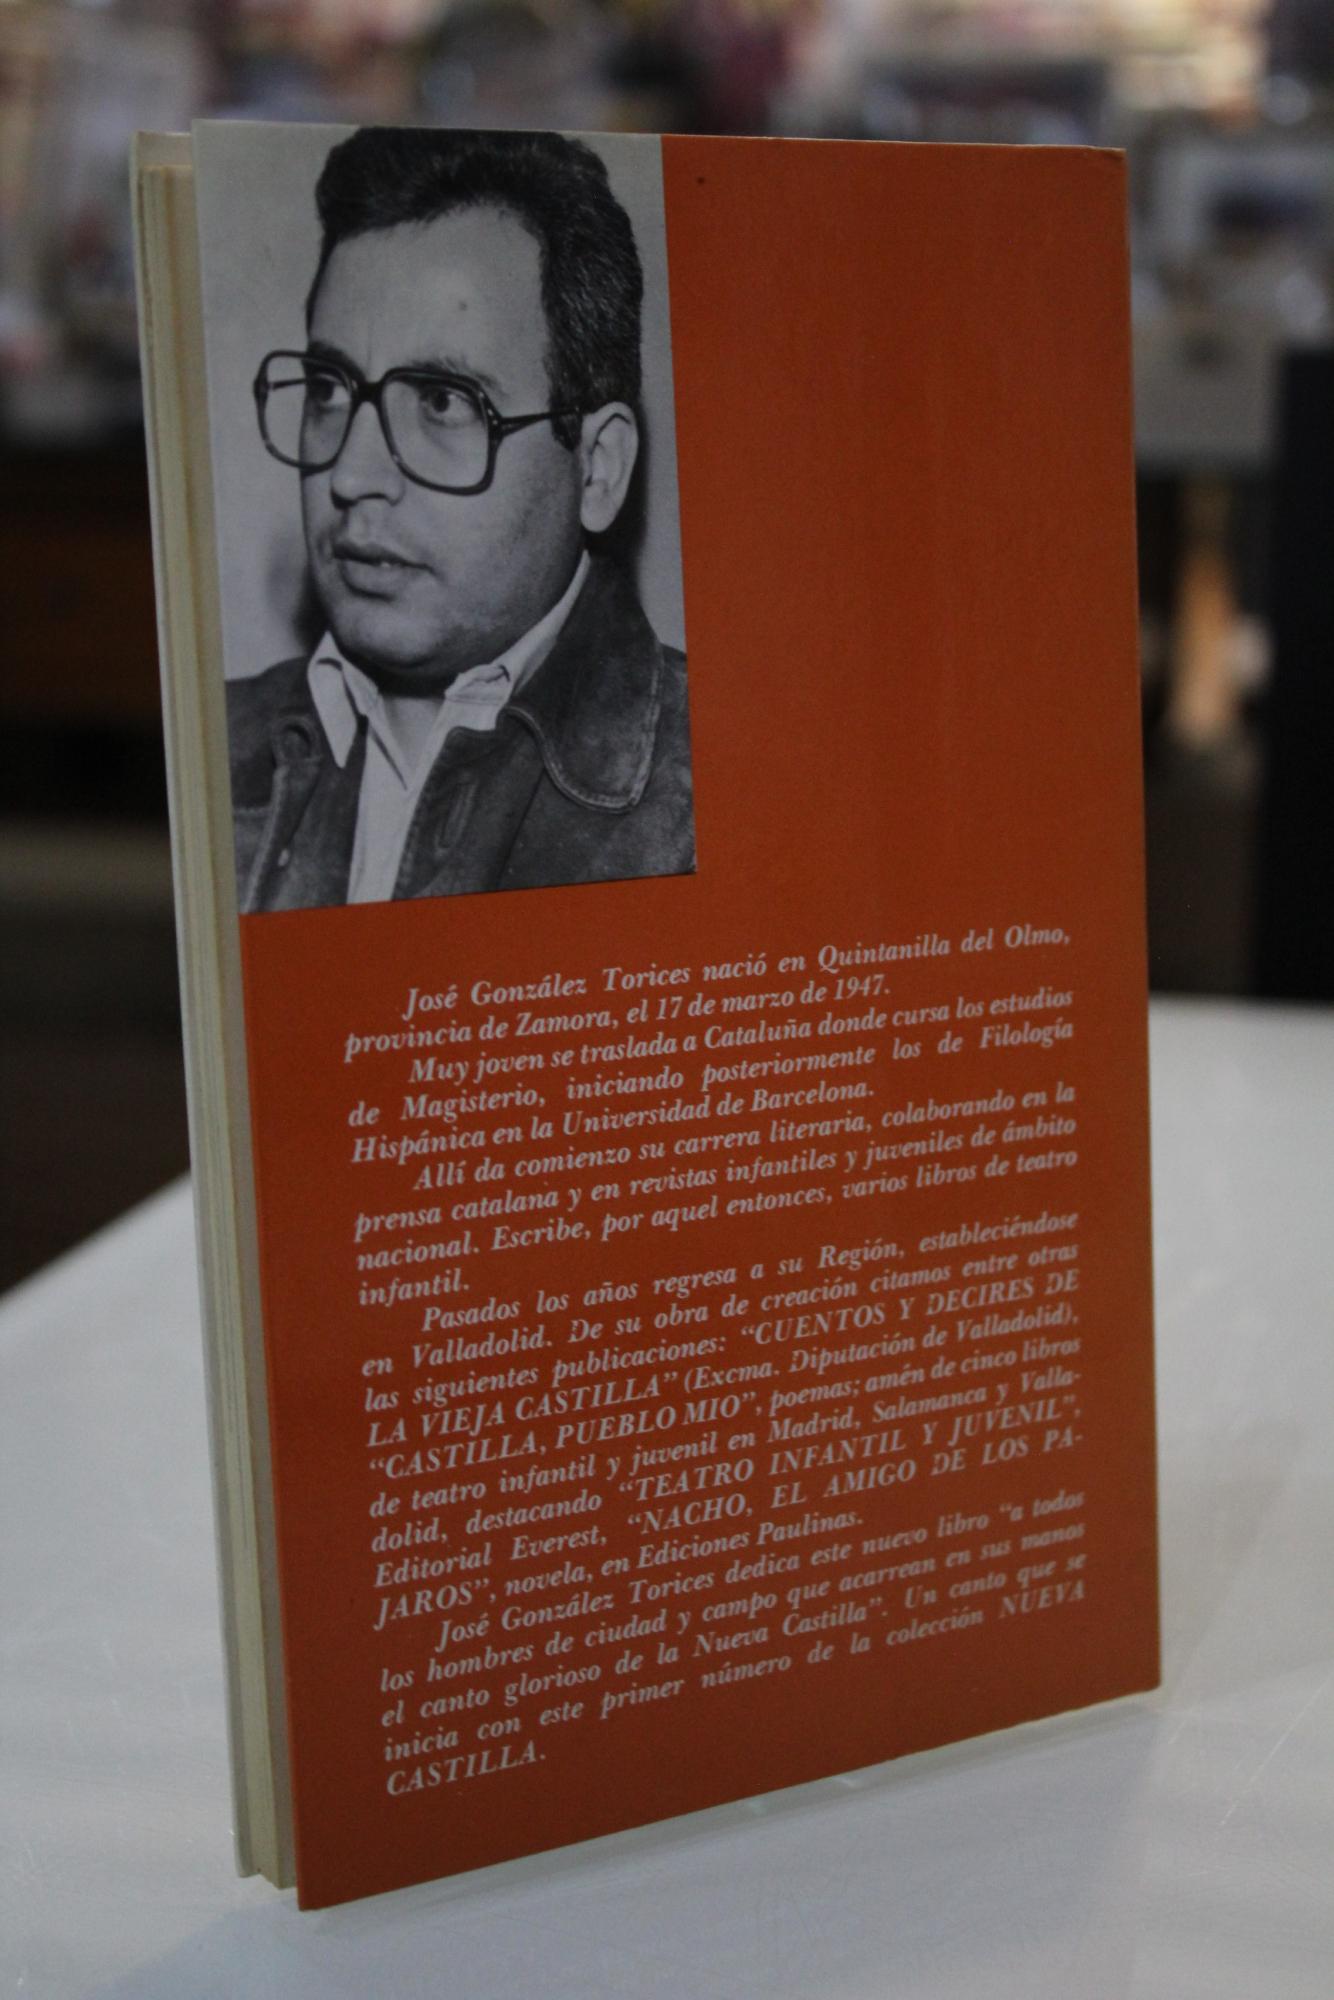 José González Torices nació en Quintanilla del Olmo,
provincia de Zamora, el 17 de marzo de 1947.
Muy joven se traslada a Cataluña donde cursa los estudios
de Magisterio, iniciando posteriormente los de Filología
Hispánica en la Universidad de Barcelona.
Allí da comienzo su carrera literaria, colaborando en la
prensa catalana y en revistas infantiles y juveniles de ámbito
nacional. Escribe, por aquel entonces, varios libros de teatro
infantil.
Pasados los años regresa a su Región, estableciéndose
en Valladolid. De su obra de creación citamos entre otras
las siguientes publicaciones: “CUENTOS Y DECIRES DE
LA VIEJA CASTILLA” (Excma. Diputación de Valladolid),
“CASTILLA, PUEBLO MIO”, poemas; amén de cinco libros
de teatro infantil y juvenil en Madrid, Salamanca y Valla-
dolid, destacando “TEATRO INFANTIL Y JUVENIL”,
Editorial Everest, “NACHO, EL AMIGO DE LOS PA-
JAROS”, novela, en Ediciones Paulinas.
José González Torices dedica este nuevo libro “a todos
los hombres de ciudad y campo que acarrean en sus manos
el canto glorioso de la Nueva Castilla”. Un canto que se
inicia con este primer número de la colección NUEVA
CASTILLA.